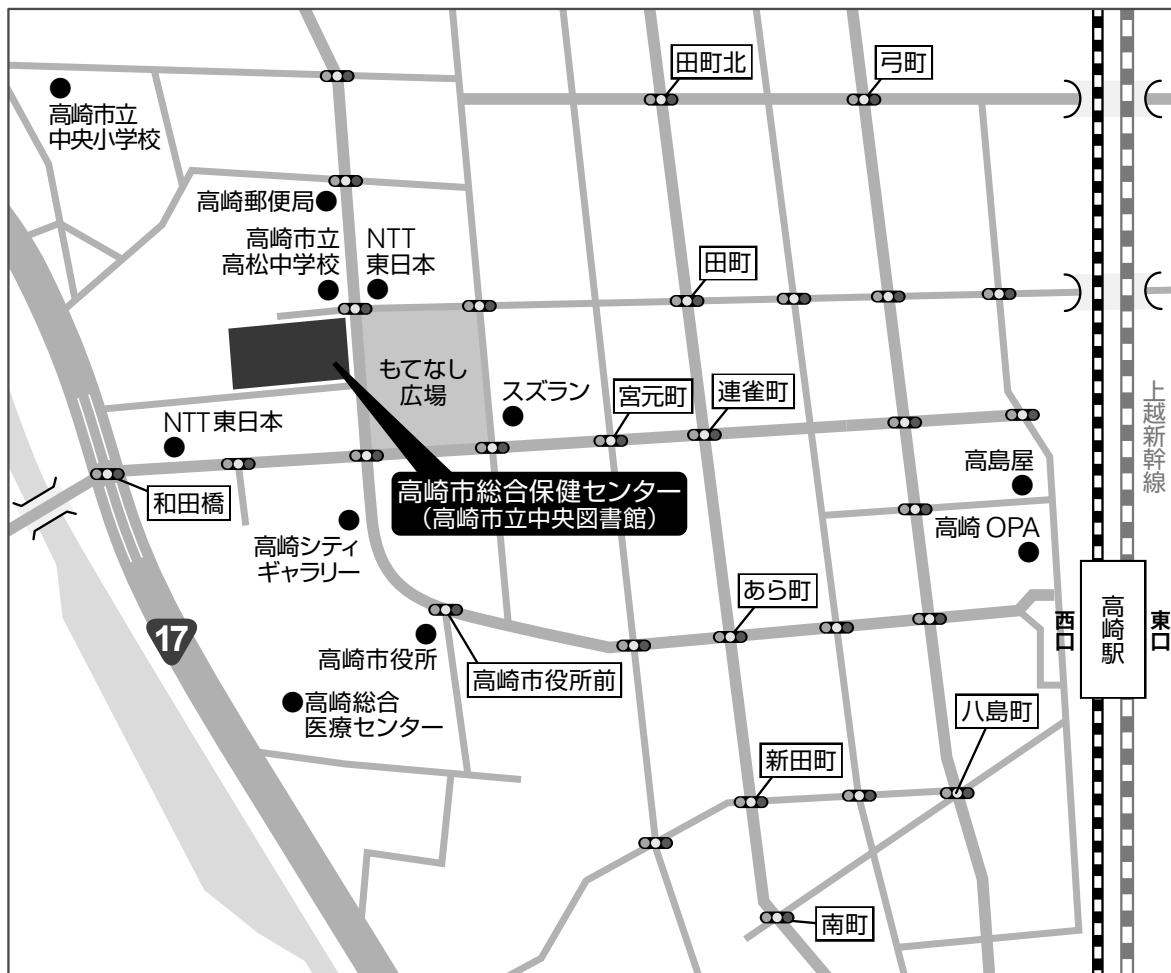 田町北
弓町
高崎市立
中央小学校
高崎郵便局
高崎市立
高松中学校
NTT
東日本
田町
もてなし
広場
スズラン
宮元町
連雀町
上越新幹線
NTT東日本
高島屋
和田橋
高崎市総合保健センター
(高崎市立中央図書館)
高崎 OPA
高崎シティ
ギャラリー
あら町
西口
高崎駅
東口
17
高崎市役所
高崎市役所前
高崎総合
医療センター
八島町
新田町
南町